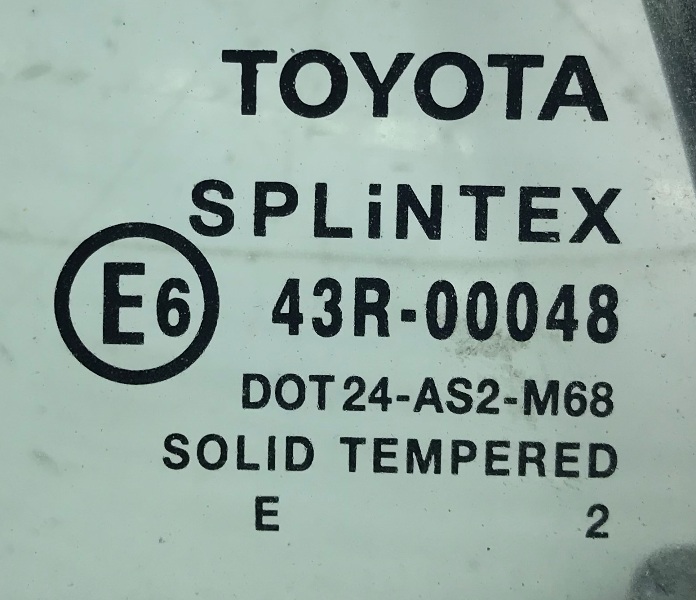 TOYOTA
SPLiNTEX
E6 43R-00048
DOT24-AS2-M68
SOLID TEMPERED
E 2